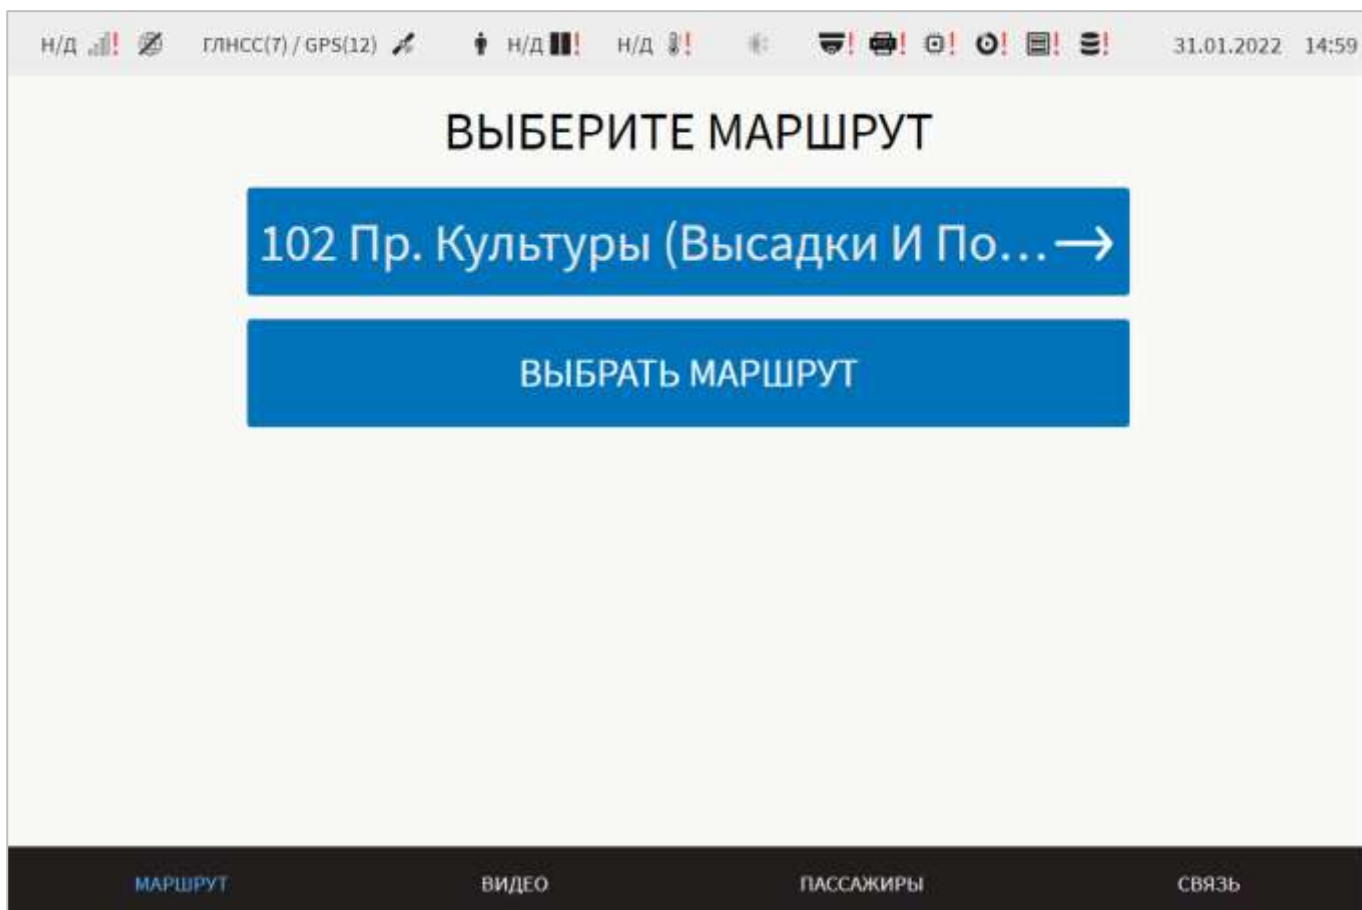 Н/Д ! ГЛНСС(7) / GPS(12) Н/Д ! Н/Д ! ! ! ! ! ! ! 31.01.2022 14:59
ВЫБЕРИТЕ МАРШРУТ
102 Пр. Культуры (Высадки И По...→
ВЫБРАТЬ МАРШРУТ
МАРШРУТ ВИДЕО ПАССАЖИРЫ СВЯЗЬ